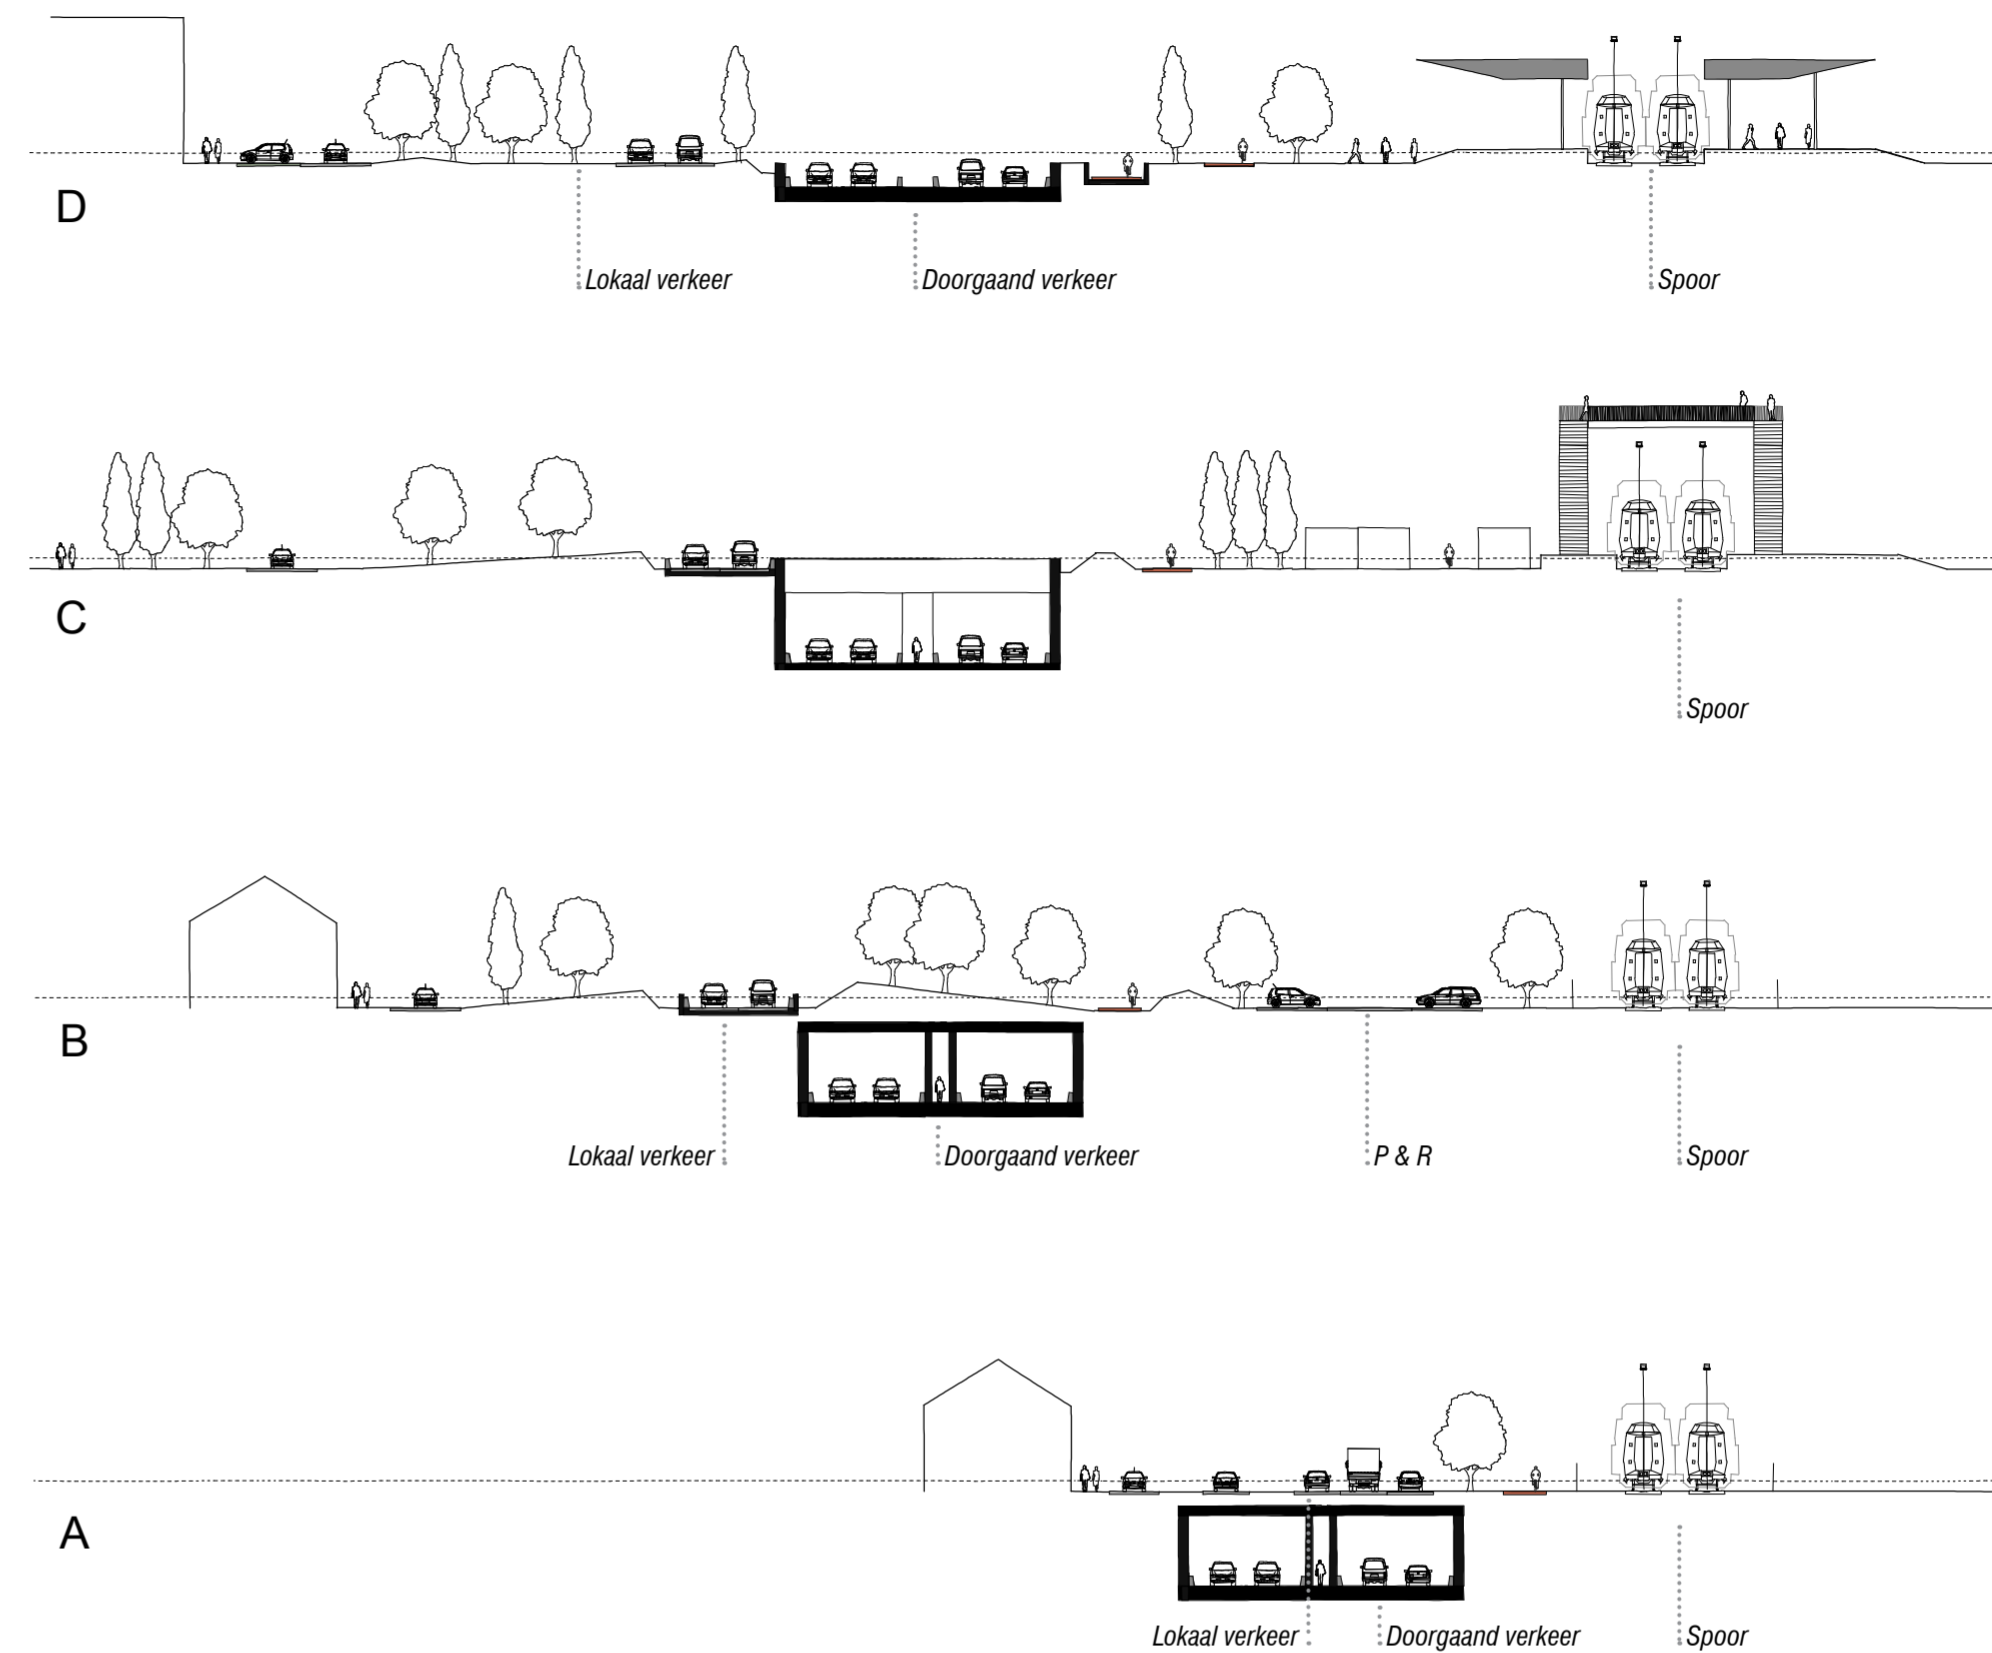 D
Lokaal verkeer
Doorgaand verkeer
Spoor
C
Spoor
B
Lokaal verkeer
Doorgaand verkeer
P & R
Spoor
A
Lokaal verkeer
Doorgaand verkeer
Spoor